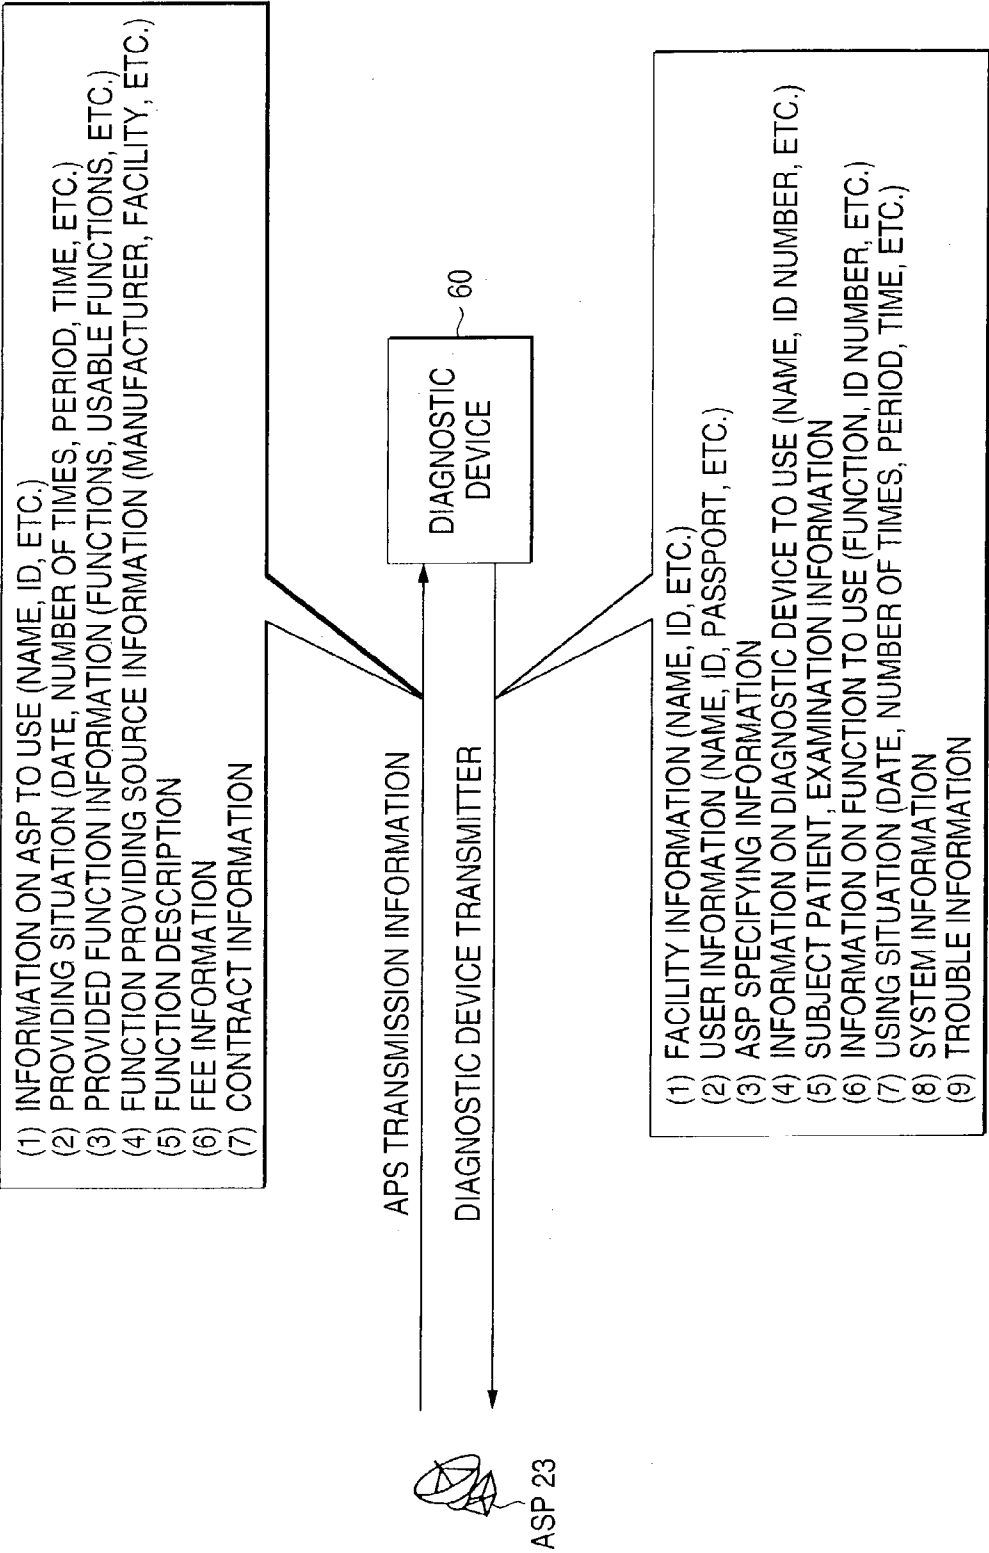 (1) INFORMATION ON ASP TO USE (NAME, ID, ETC.)
(2) PROVIDING SITUATION (DATE, NUMBER OF TIMES, PERIOD, TIME, ETC.)
(3) PROVIDED FUNCTION INFORMATION (FUNCTIONS, USABLE FUNCTIONS, ETC.)
(4) FUNCTION PROVIDING SOURCE INFORMATION (MANUFACTURER, FACILITY, ETC.)
(5) FUNCTION DESCRIPTION
(6) FEE INFORMATION
(7) CONTRACT INFORMATION
APS TRANSMISSION INFORMATION
DIAGNOSTIC DEVICE TRANSMITTER
DIAGNOSTIC
DEVICE
60
ASP 23
(1) FACILITY INFORMATION (NAME, ID, ETC.)
(2) USER INFORMATION (NAME, ID, PASSPORT, ETC.)
(3) ASP SPECIFYING INFORMATION
(4) INFORMATION ON DIAGNOSTIC DEVICE TO USE (NAME, ID NUMBER, ETC.)
(5) SUBJECT PATIENT, EXAMINATION INFORMATION
(6) INFORMATION ON FUNCTION TO USE (FUNCTION, ID NUMBER, ETC.)
(7) USING SITUATION (DATE, NUMBER OF TIMES, PERIOD, TIME, ETC.)
(8) SYSTEM INFORMATION
(9) TROUBLE INFORMATION